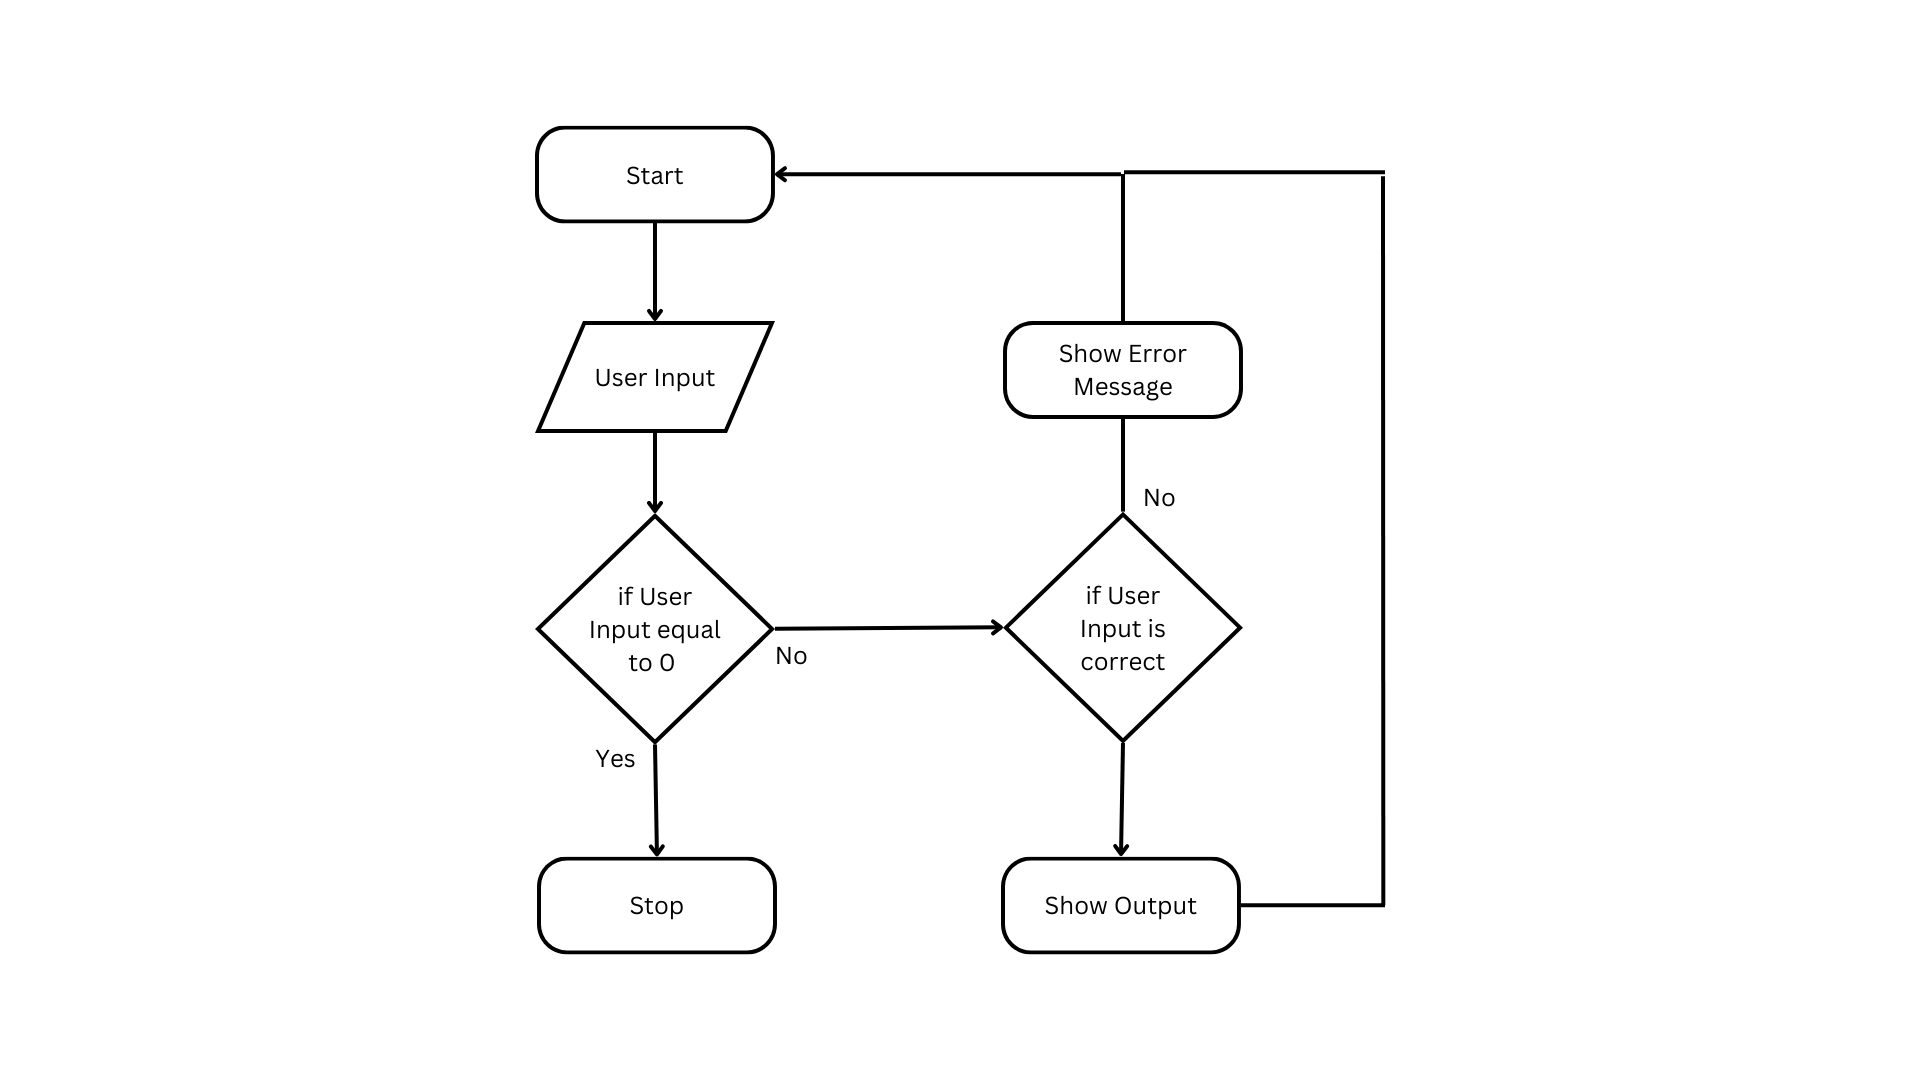 Start
User Input
if User
Input equal
to 0
No
Yes
Stop
Show Error
Message
No
if User
Input is
correct
Show Output